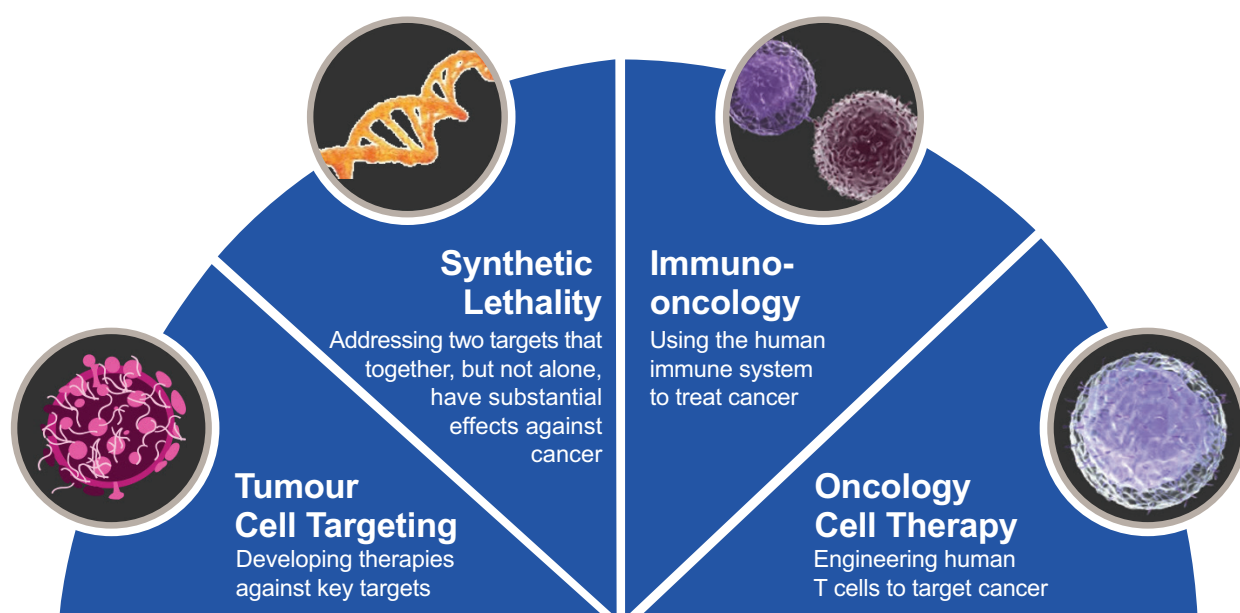 Tumour
Cell Targeting
Developing therapies
against key targets
Synthetic
Lethality
Addressing two targets that
together, but not alone,
have substantial
effects against
cancer
Immuno-
oncology
Using the human
immune system
to treat cancer
Oncology
Cell Therapy
Engineering human
T cells to target cancer